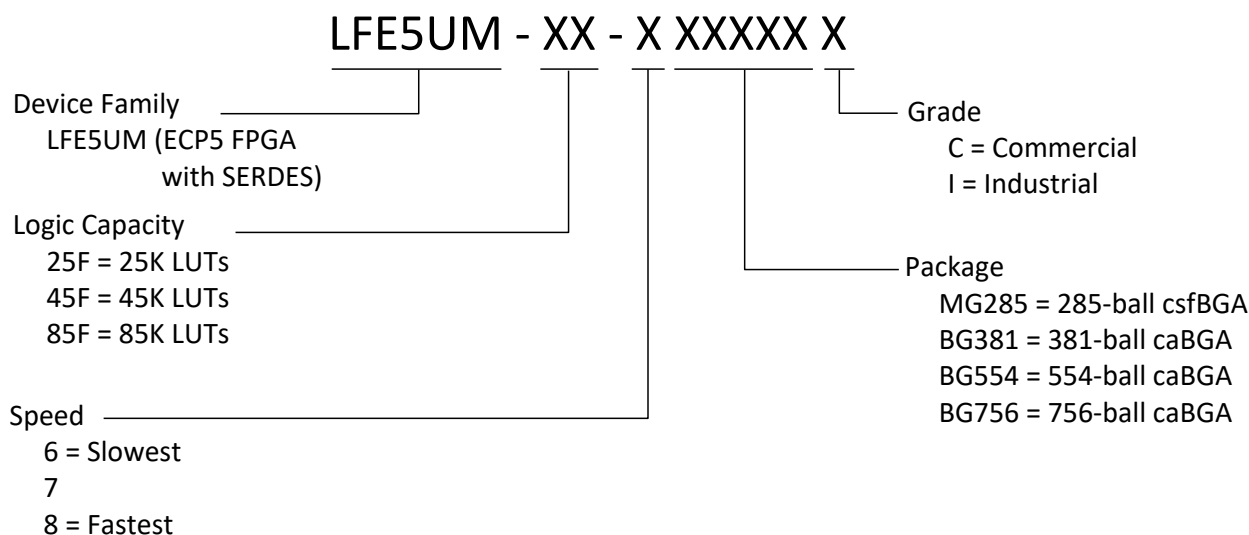 LFE5UM - XX - X XXXXX X
Device Family
LFE5UM (ECP5 FPGA
with SERDES)
Logic Capacity
25F = 25K LUTs
45F = 45K LUTs
85F = 85K LUTs
Speed
6 = Slowest
7
8 = Fastest
Grade
C = Commercial
I = Industrial
Package
MG285 = 285-ball csfBGA
BG381 = 381-ball caBGA
BG554 = 554-ball caBGA
BG756 = 756-ball caBGA